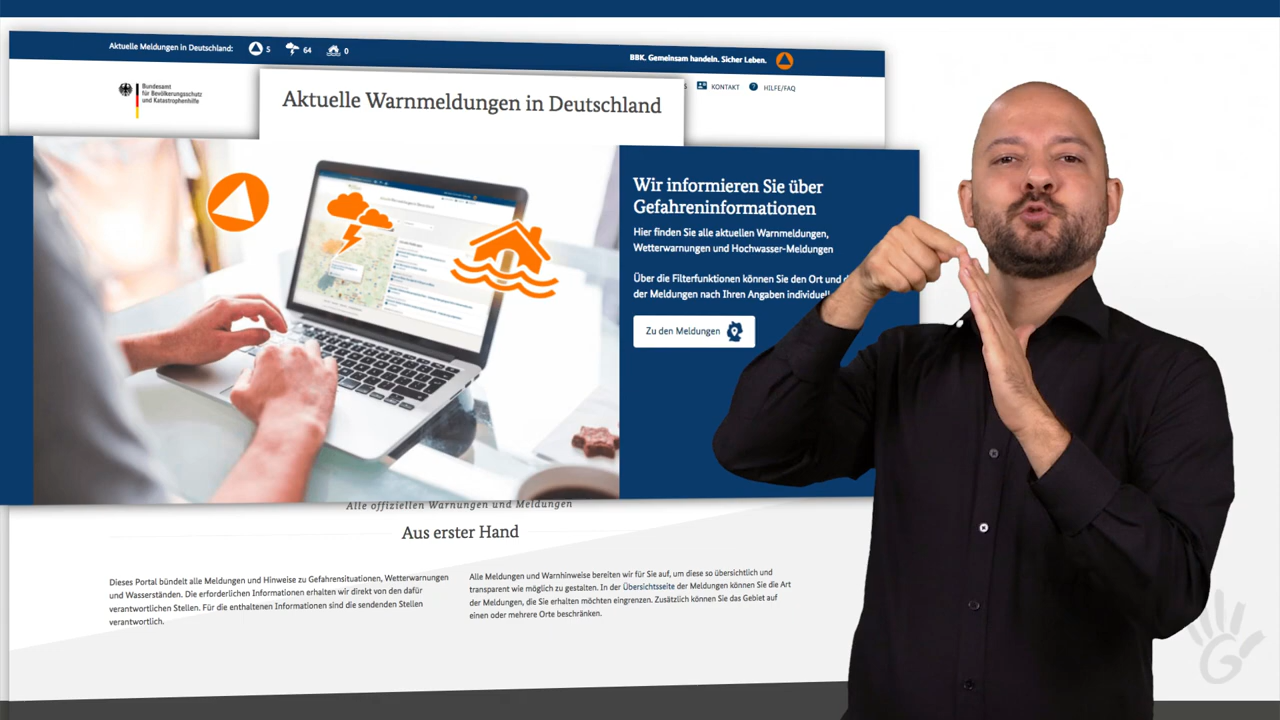 Aktuelle Meldungen in Deutschland: 5 64 0
BBK. Gemeinsam handeln. Sicher Leben.
Bundesamt
für Bevölkerungsschutz
und Katastrophenhilfe
KONTAKT HILFE/FAQ
Aktuelle Warnmeldungen in Deutschland
Wir informieren Sie über
Gefahreninformationen
Hier finden Sie alle aktuellen Warnmeldungen,
Wetterwarnungen und Hochwasser-Meldungen
Über die Filterfunktionen können Sie den Ort und
der Meldungen nach Ihren Angaben
Zu den Meldungen
Alle offiziellen Warnungen und Meldungen
Aus erster Hand
Dieses Portal bündelt alle Meldungen und Hinweise zu Gefahrensituationen, Wetterwarnungen
und Wasserständen. Die erforderlichen Informationen erhalten wir direkt von den dafür
verantwortlichen Stellen. Für die enthaltenen Informationen sind die sendenden Stellen
verantwortlich.
Alle Meldungen und Warnhinweise bereiten wir für Sie auf, um diese so übersichtlich und
transparent wie möglich zu gestalten. In der Übersichtsseite der Meldungen können Sie die Art
der Meldungen, die Sie erhalten möchten eingrenzen. Zusätzlich können Sie das Gebiet auf
einen oder mehrere Orte beschränken.
G